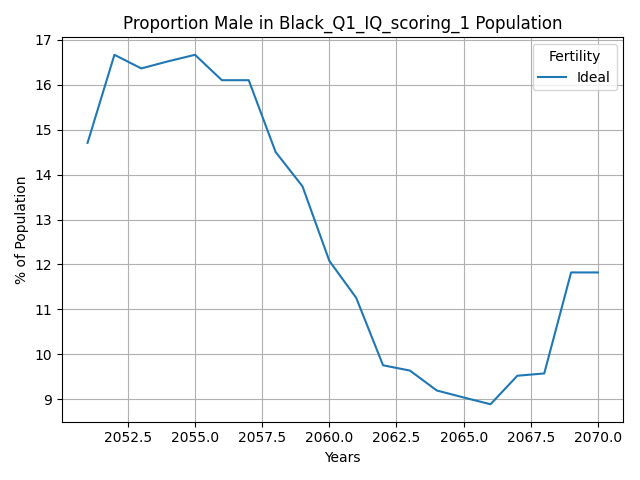 Proportion Male in Black_Q1_IQ_scoring_1 Population
17
16
15
14
13
12
11
10
9
% of Population
Fertility
Ideal
2052.5 2055.0 2057.5 2060.0 2062.5 2065.0 2067.5 2070.0
Years